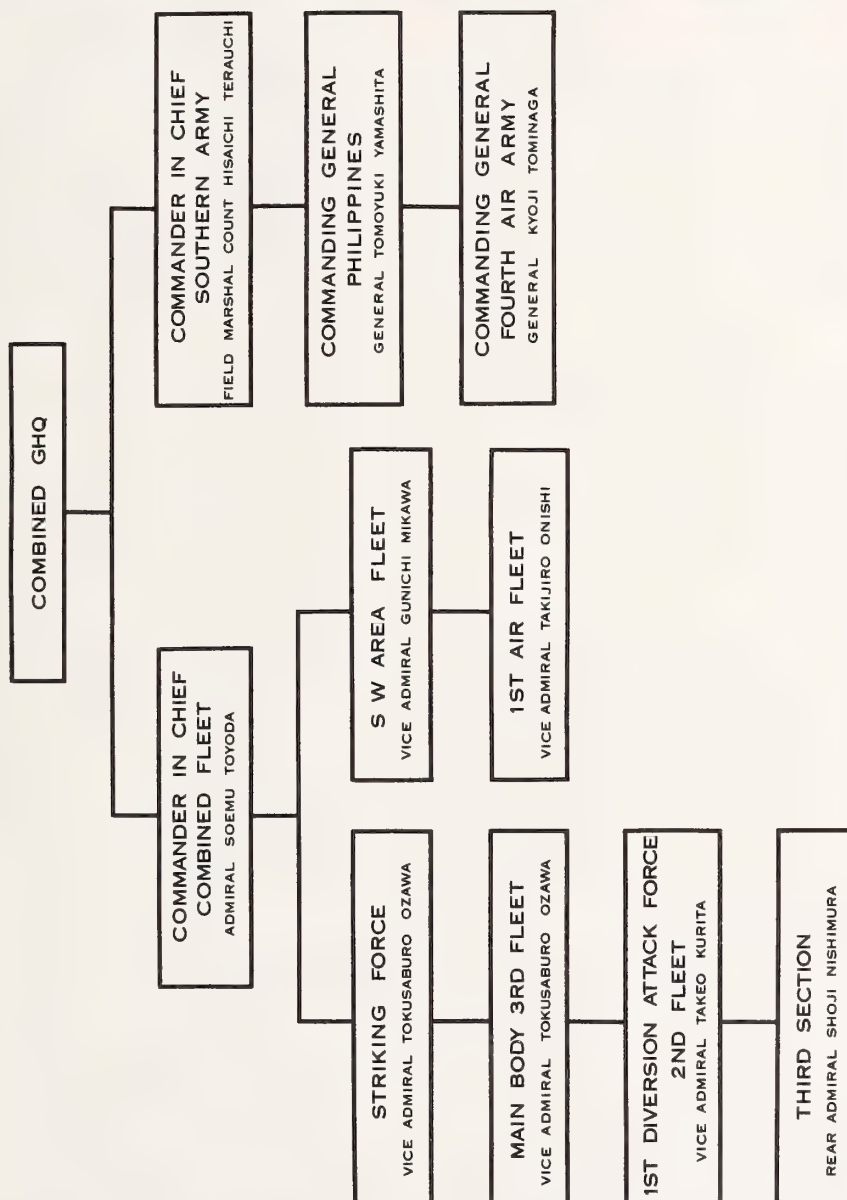 COMBINED GHQ
COMMANDER IN CHIEF
COMBINED FLEET
ADMIRAL SOEMU TOYODA
COMMANDER IN CHIEF
SOUTHERN ARMY
FIELD MARSHAL COUNT HISAICHI TERAUCHI
STRIKING FORCE
VICE ADMIRAL TOKUSABURO OZAWA
S W AREA FLEET
VICE ADMIRAL GUNICHI MIKAWA
COMMANDING GENERAL
PHILIPPINES
GENERAL TOMOYUKI YAMASHITA
MAIN BODY 3RD FLEET
VICE ADMIRAL TOKUSABURO OZAWA
1ST AIR FLEET
VICE ADMIRAL TAKIJIRO ONISHI
COMMANDING GENERAL
FOURTH AIR ARMY
GENERAL KYOJI TOMINAGA
1ST DIVERSION ATTACK FORCE
2ND FLEET
VICE ADMIRAL TAKEO KURITA
THIRD SECTION
REAR ADMIRAL SHOJI NISHIMURA